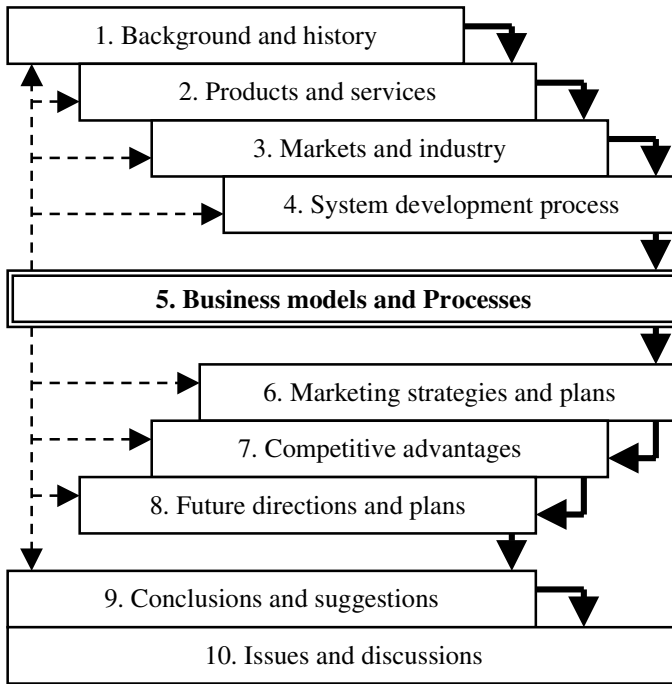 1. Background and history
2. Products and services
3. Markets and industry
4. System development process
5. Business models and Processes
6. Marketing strategies and plans
7. Competitive advantages
8. Future directions and plans
9. Conclusions and suggestions
10. Issues and discussions